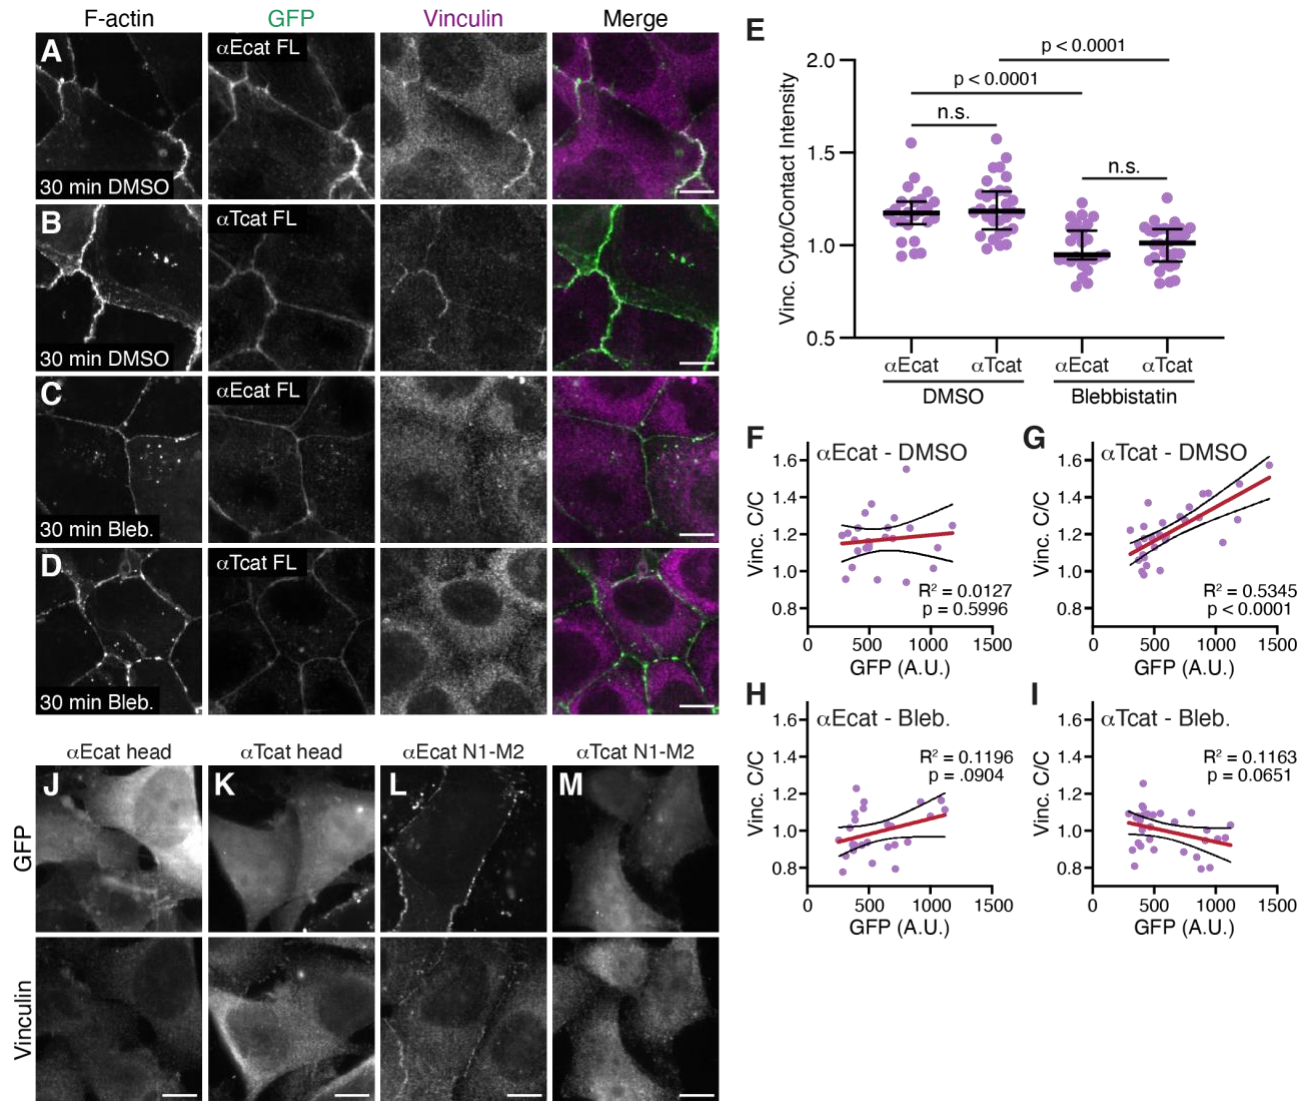 F-actin GFP Vinculin Merge
A αEcat FL
30 min DMSO
B αTcat FL
30 min DMSO
C αEcat FL
30 min Bleb.
D αTcat FL
30 min Bleb.
E
p < 0.0001
p < 0.0001
n.s.
n.s.
Vinc. Cyto/Contact Intensity
2.0
1.5
1.0
0.5
αEcat αTcat αEcat αTcat
DMSO Blebbistatin
F αEcat - DMSO
Vinc. C/C
1.6
1.4
1.2
1.0
0.8
R² = 0.0127
p = 0.5996
0 500 1000 1500
GFP (A.U.)
G αTcat - DMSO
Vinc. C/C
1.6
1.4
1.2
1.0
0.8
R² = 0.5345
p < 0.0001
0 500 1000 1500
GFP (A.U.)
H αEcat - Bleb.
Vinc. C/C
1.6
1.4
1.2
1.0
0.8
R² = 0.1196
p = .0904
0 500 1000 1500
GFP (A.U.)
I αTcat - Bleb.
Vinc. C/C
1.6
1.4
1.2
1.0
0.8
R² = 0.1163
p = 0.0651
0 500 1000 1500
GFP (A.U.)
αEcat head αTcat head αEcat N1-M2 αTcat N1-M2
J K L M
GFP
Vinculin